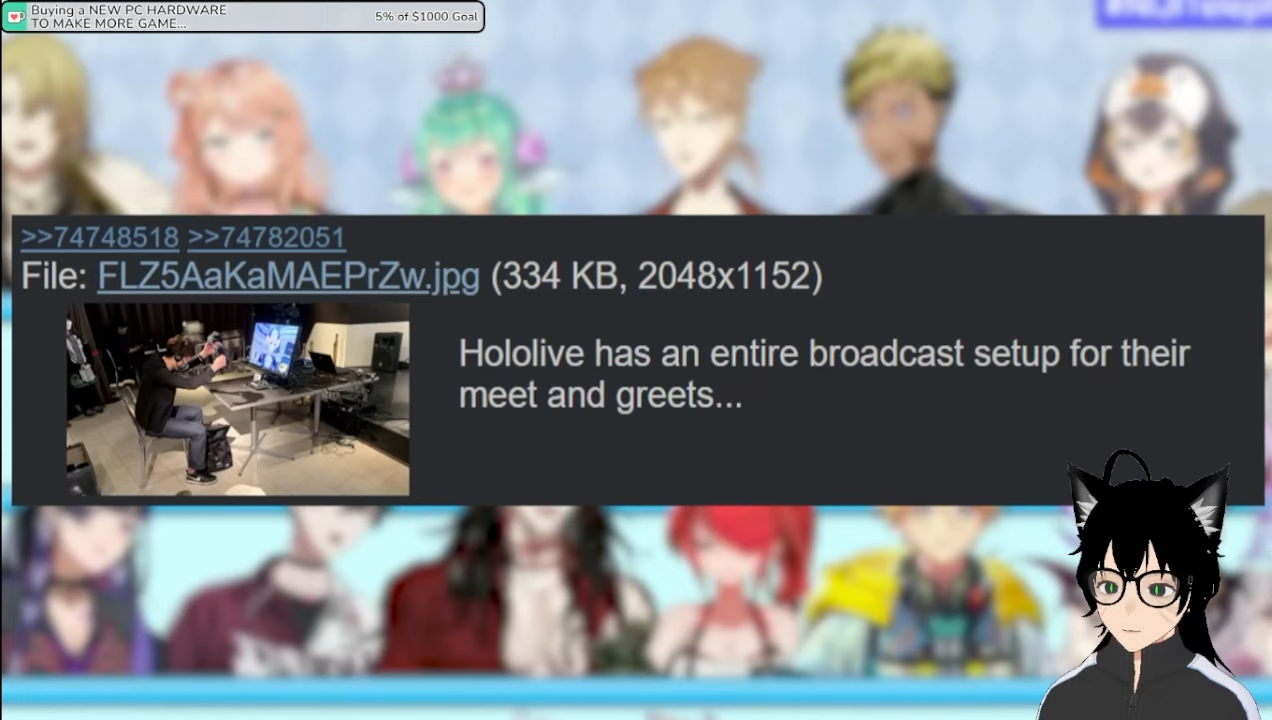 Buying a NEW PC HARDWARE
TO MAKE MORE GAME...
5% of $1000 Goal
>>74748518 >>74782051
File: FLZ5AaKaMAEPrZw.jpg (334 KB, 2048x1152)
Hololive has an entire broadcast setup for their
meet and greets...